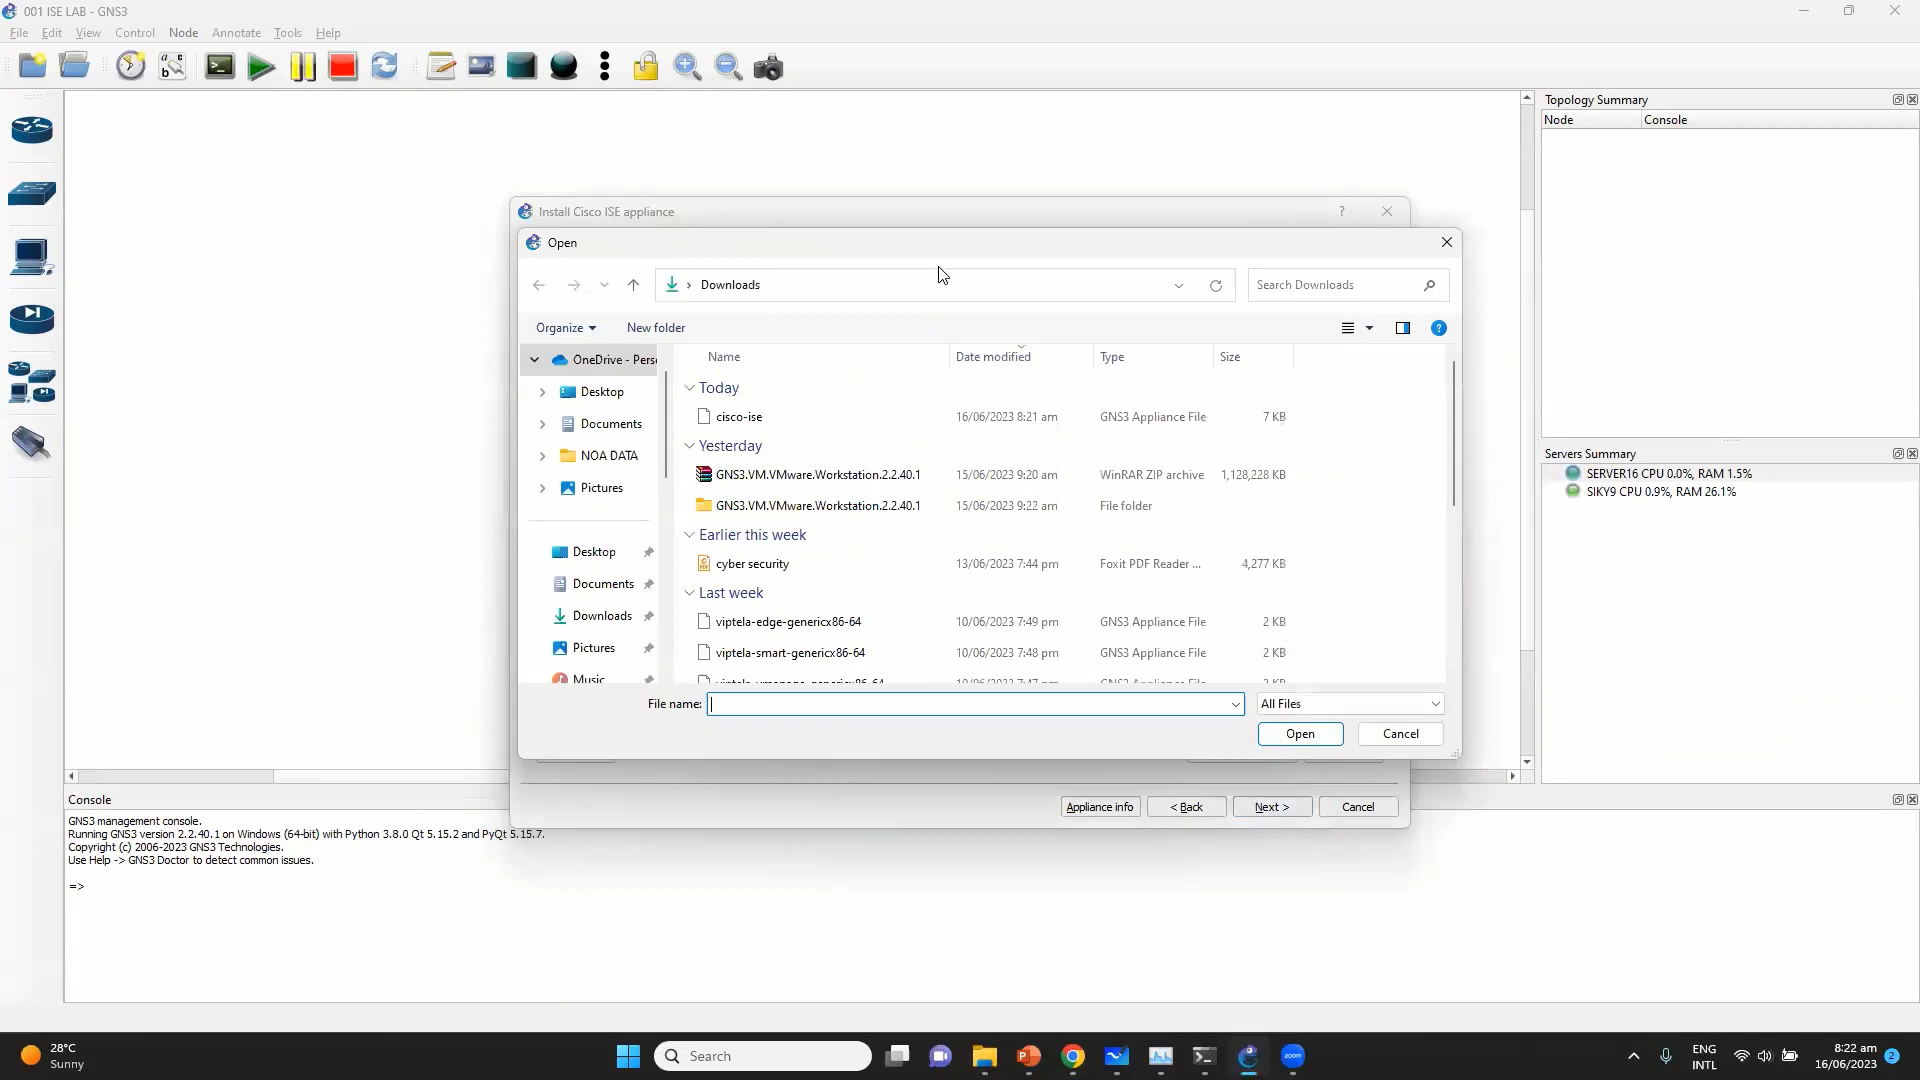 001 ISE LAB - GNS3
File Edit View Control Node Annotate Tools Help
Topology Summary
Node Console
Install Cisco ISE appliance
Open
Downloads
Search Downloads
Organize New folder
OneDrive - Pers
Desktop
Documents
NOA DATA
Pictures
Desktop
Documents
Downloads
Pictures
Music
Name Date modified Type Size
Today
cisco-ise 16/06/2023 8:21 am GNS3 Appliance File 7 KB
Yesterday
GNS3.VM.VMware.Workstation.2.2.40.1 15/06/2023 9:20 am WinRAR ZIP archive 1,128,228 KB
GNS3.VM.VMware.Workstation.2.2.40.1 15/06/2023 9:22 am File folder
Earlier this week
cyber security 13/06/2023 7:44 pm Foxit PDF Reader ... 4,277 KB
Last week
viptela-edge-genericx86-64 10/06/2023 7:49 pm GNS3 Appliance File 2 KB
viptela-smart-genericx86-64 10/06/2023 7:48 pm GNS3 Appliance File 2 KB
File name: All Files
Open Cancel
Appliance info < Back Next > Cancel
Servers Summary
SERVER16 CPU 0.0%, RAM 1.5%
SIKY9 CPU 0.9%, RAM 26.1%
Console
GNS3 management console.
Running GNS3 version 2.2.40.1 on Windows (64-bit) with Python 3.8.0 Qt 5.15.2 and PyQt 5.15.7.
Copyright (c) 2006-2023 GNS3 Technologies.
Use Help -> GNS3 Doctor to detect common issues.
=>
28°C
Sunny
Search
zoom
ENG
INTL
8:22 am
16/06/2023
2